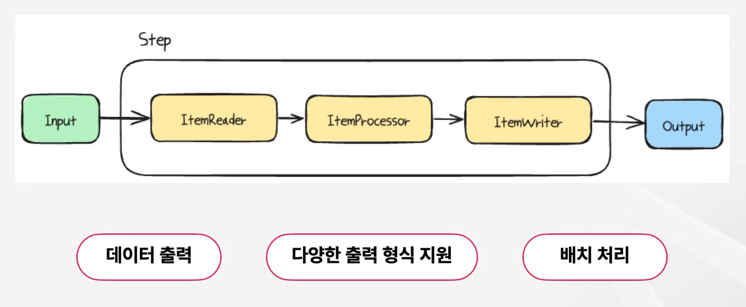 Step
Input
ItemReader
ItemProcessor
ItemWriter
Output
데이터 출력
다양한 출력 형식 지원
배치 처리